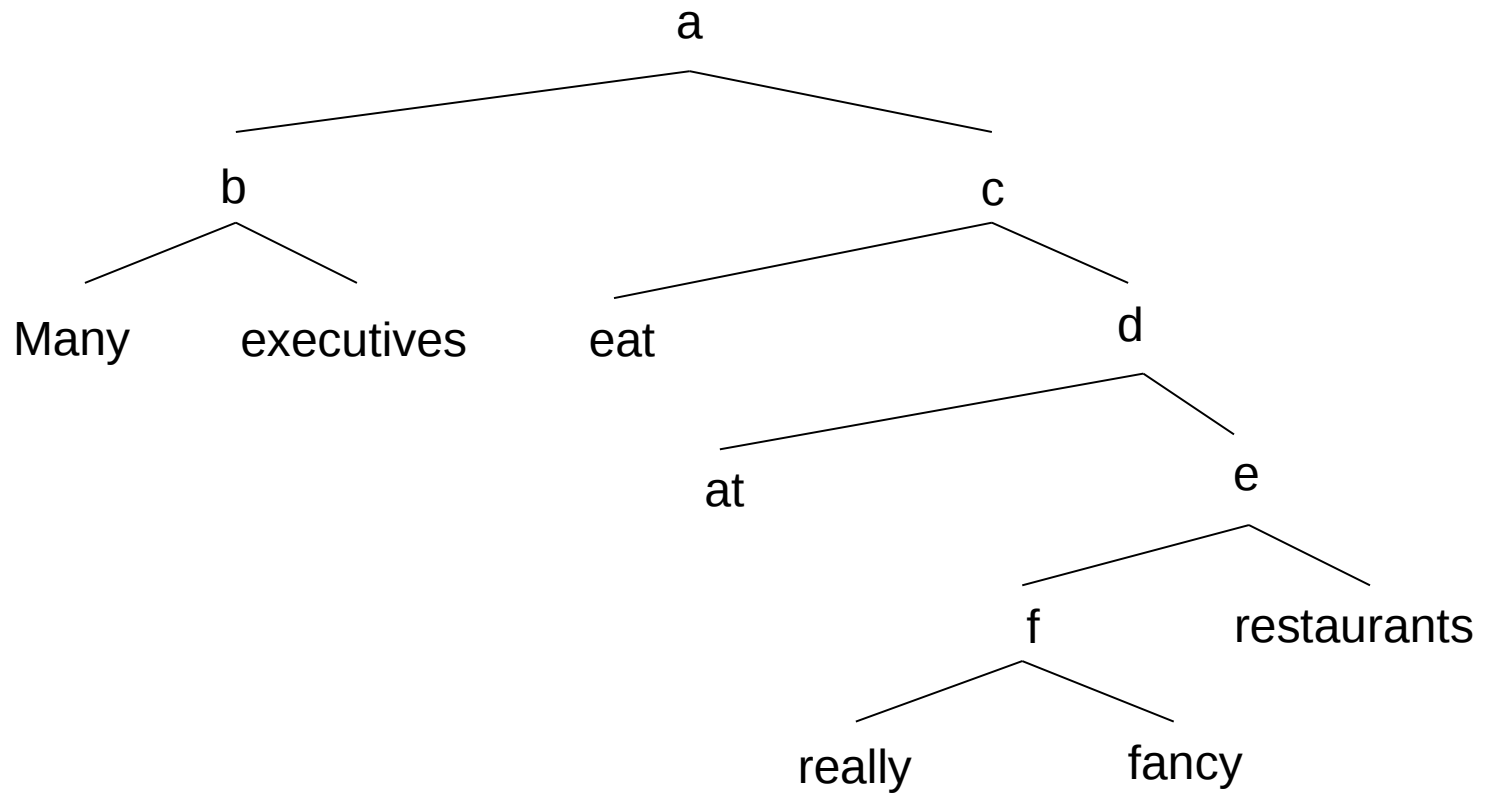 a
b c
Many executives eat d
at e
f restaurants
really fancy